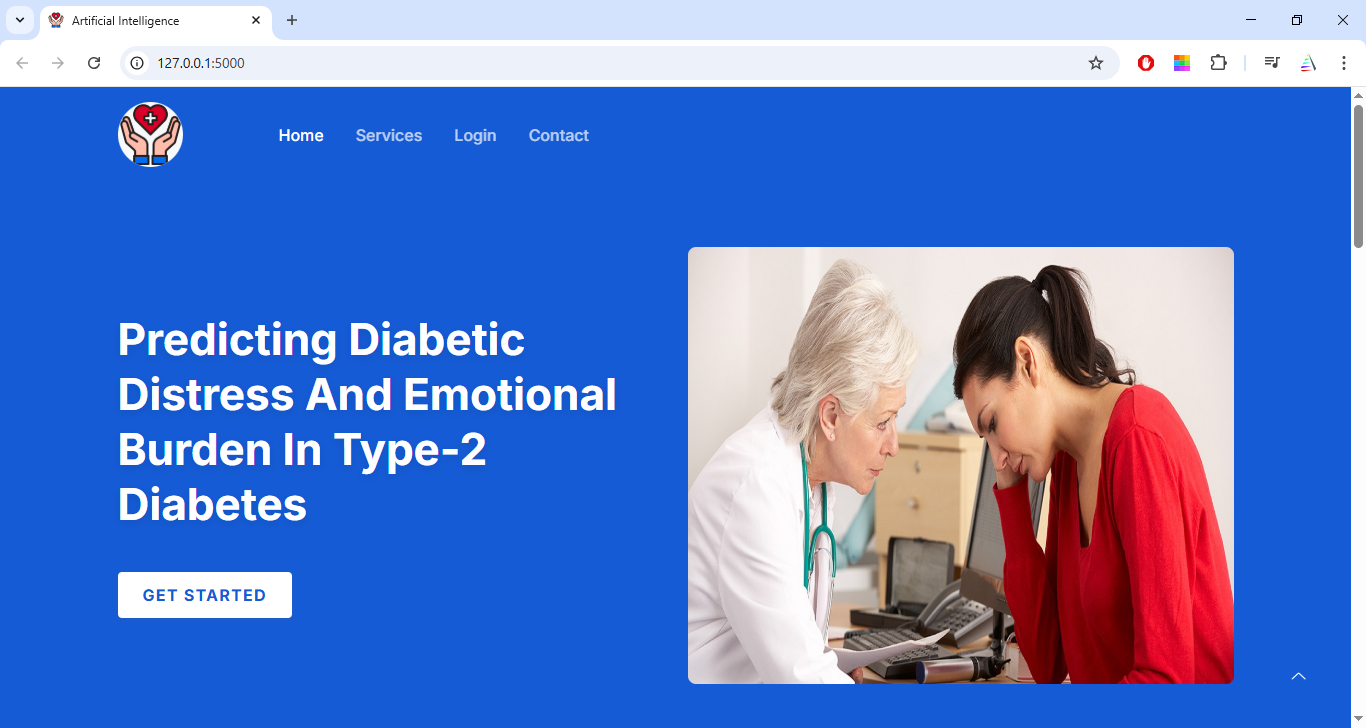 Artificial Intelligence
127.0.0.1:5000
Home Services Login Contact
Predicting Diabetic
Distress And Emotional
Burden In Type-2
Diabetes
GET STARTED